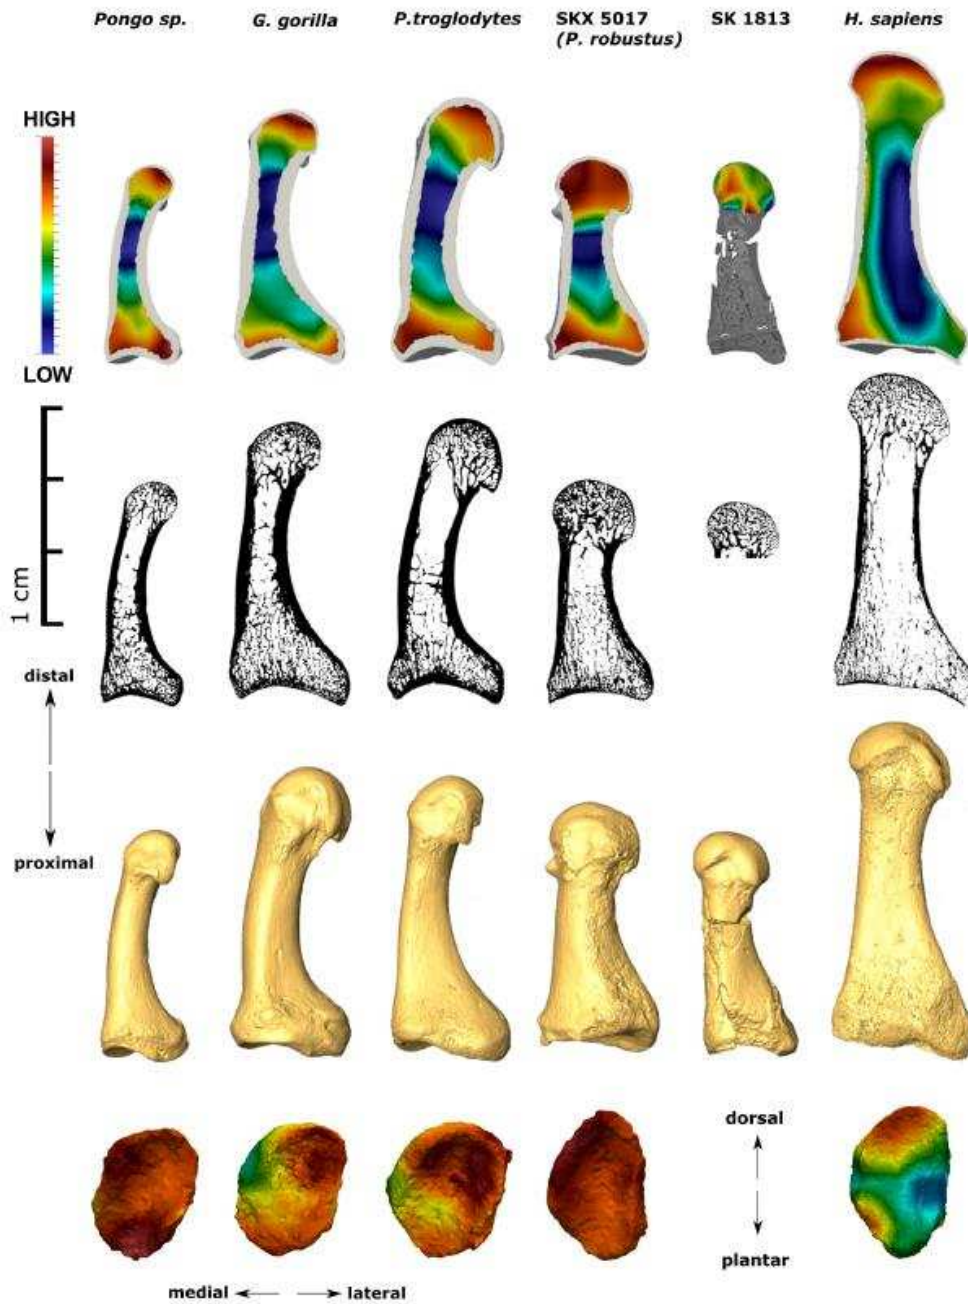 Pongo sp.
G. gorilla
P.troglodytes
SKX 5017
(P. robustus)
SK 1813
H. sapiens
HIGH
LOW
1 cm
distal
proximal
dorsal
plantar
medial
lateral